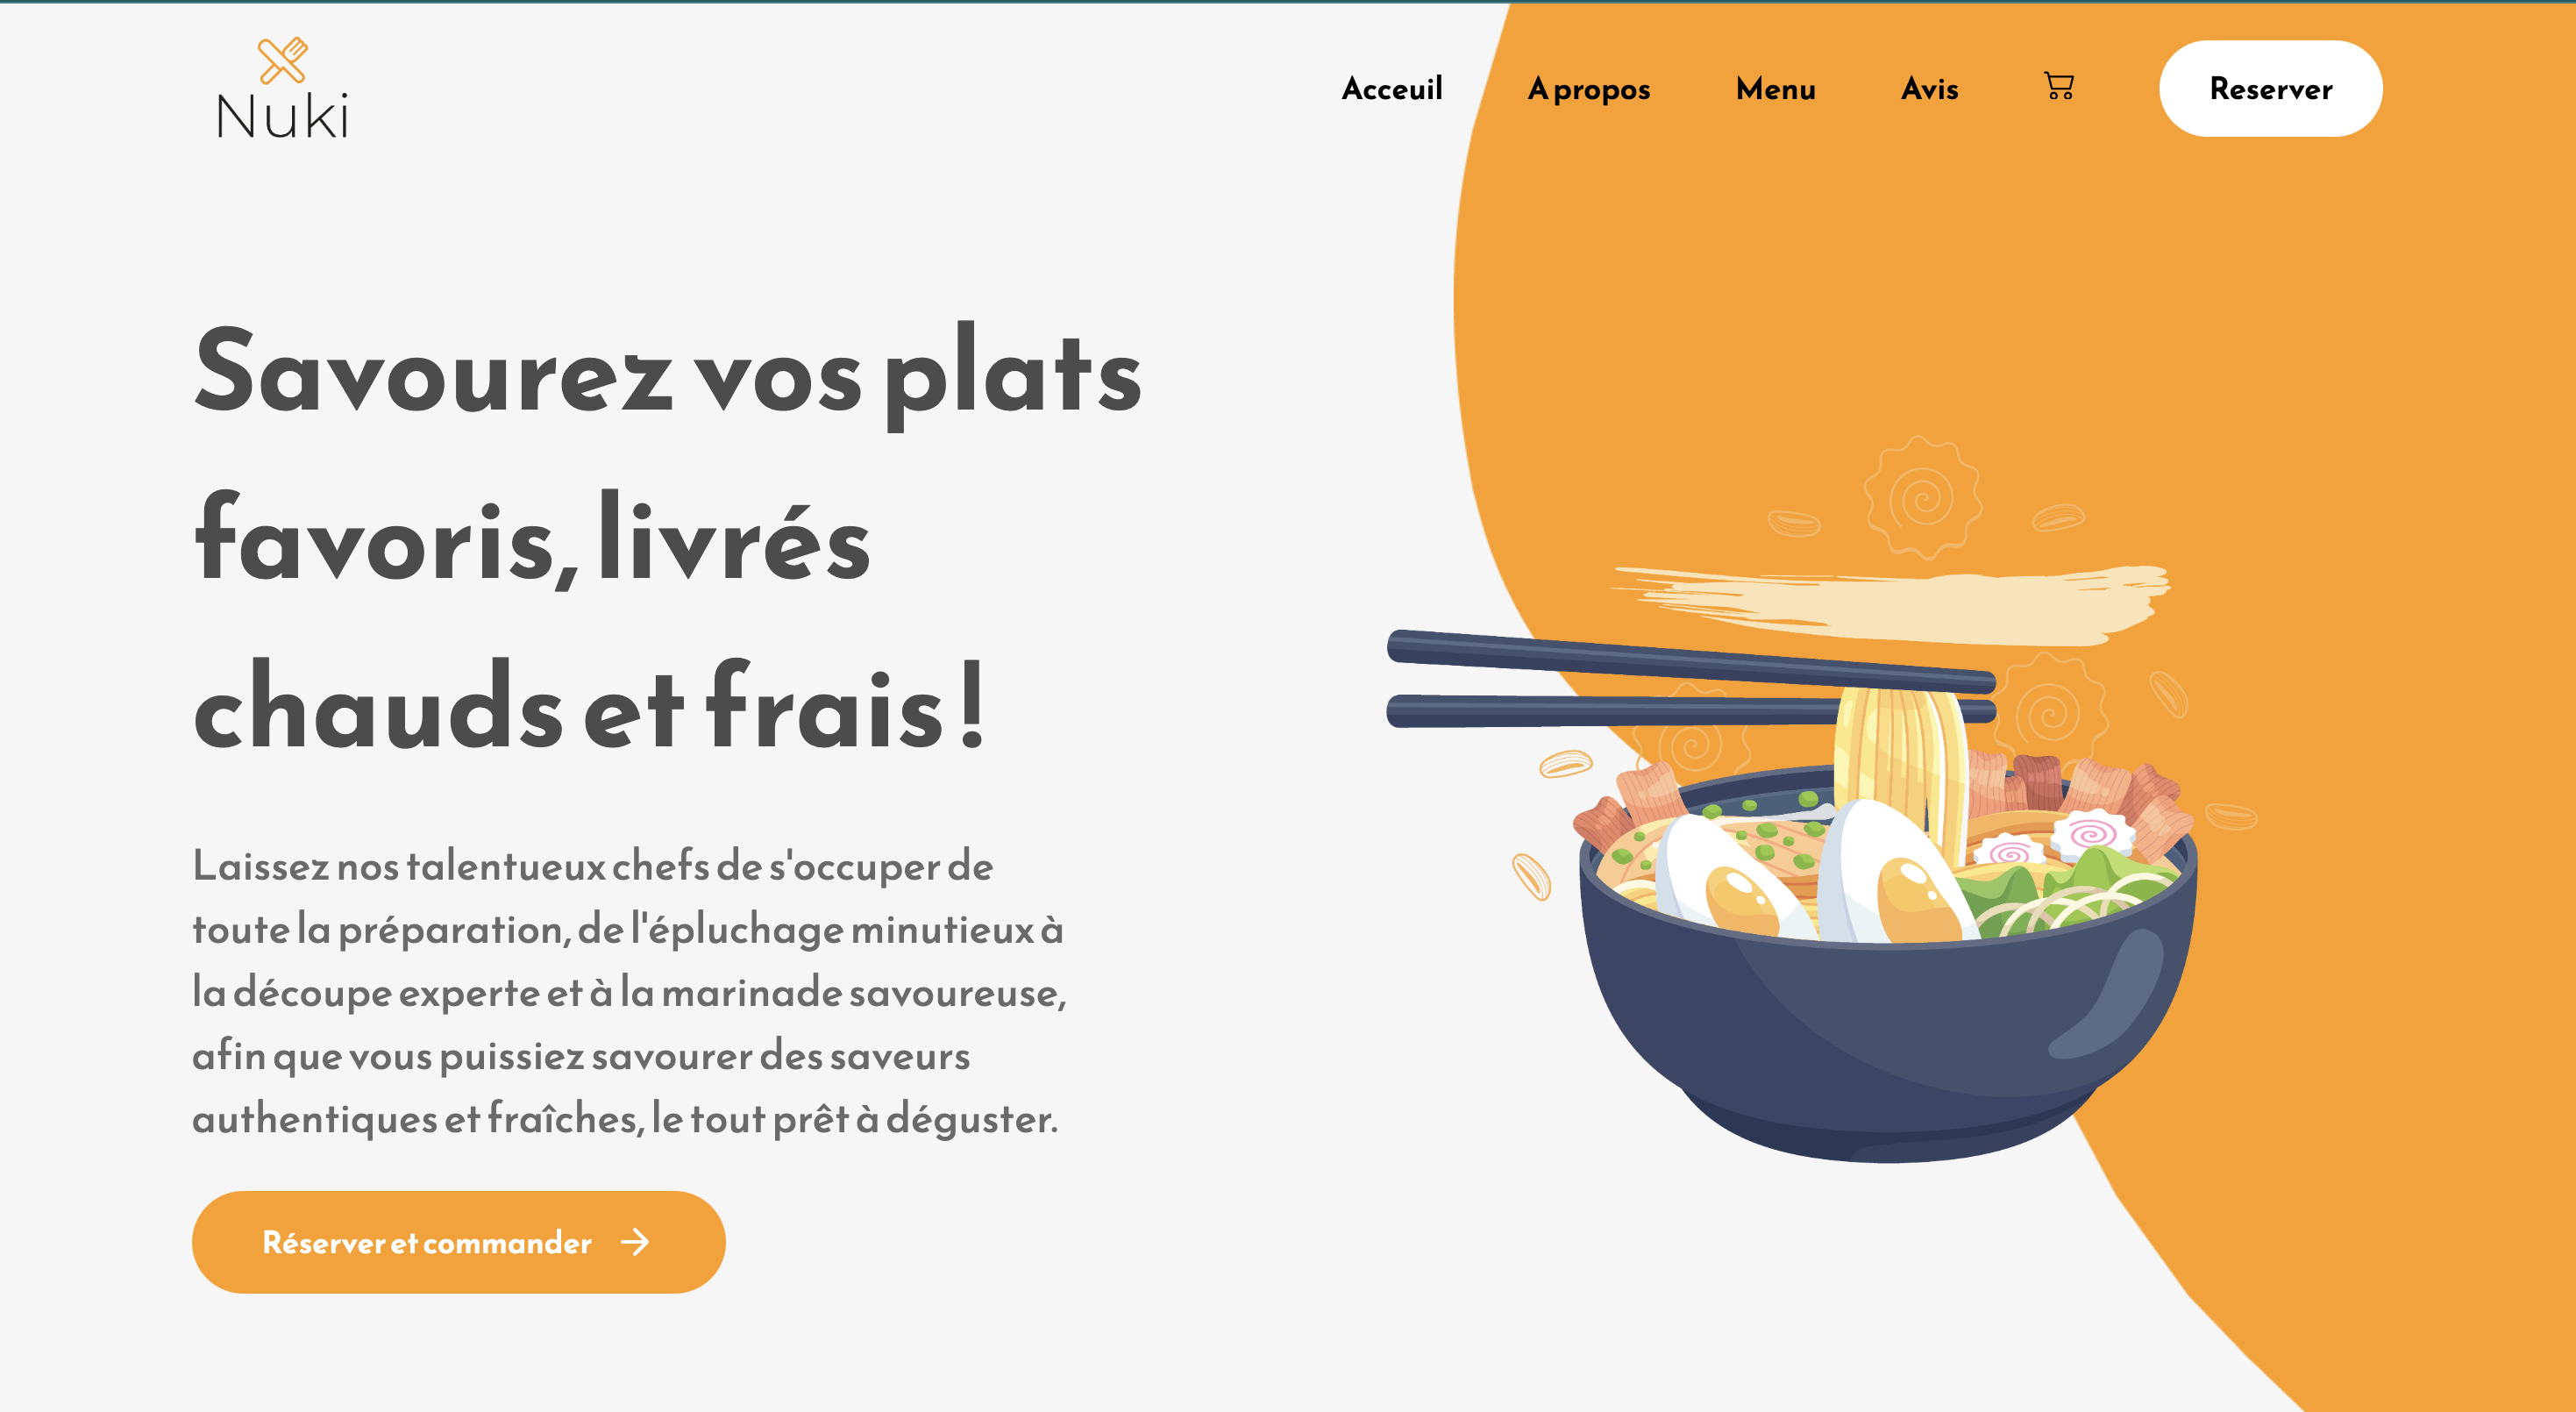 Nuki
Acceuil
A propos
Menu
Avis
Reserver
Savourez vos plats
favoris, livrés
chauds et frais !
Laissez nos talentueux chefs de s'occuper de
toute la préparation, de l'épluchage minutieux à
la découpe experte et à la marinade savoureuse,
afin que vous puissiez savourer des saveurs
authentiques et fraîches, le tout prêt à déguster.
Réserver et commander